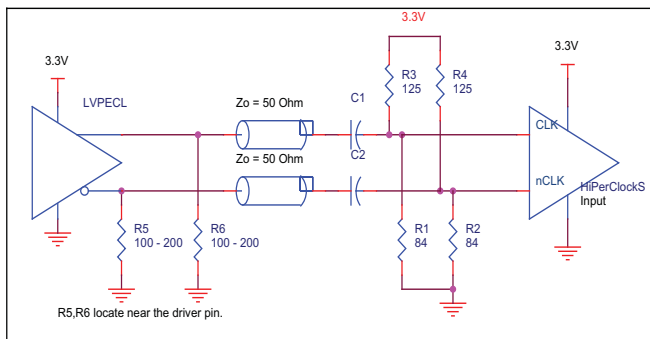 3.3V
3.3V
3.3V
LVPECL
R3
125
R4
125
Zo = 50 Ohm
C1
CLK
Zo = 50 Ohm
C2
nCLK
HiPerClockS
Input
R5
100 - 200
R6
100 - 200
R1
84
R2
84
R5,R6 locate near the driver pin.